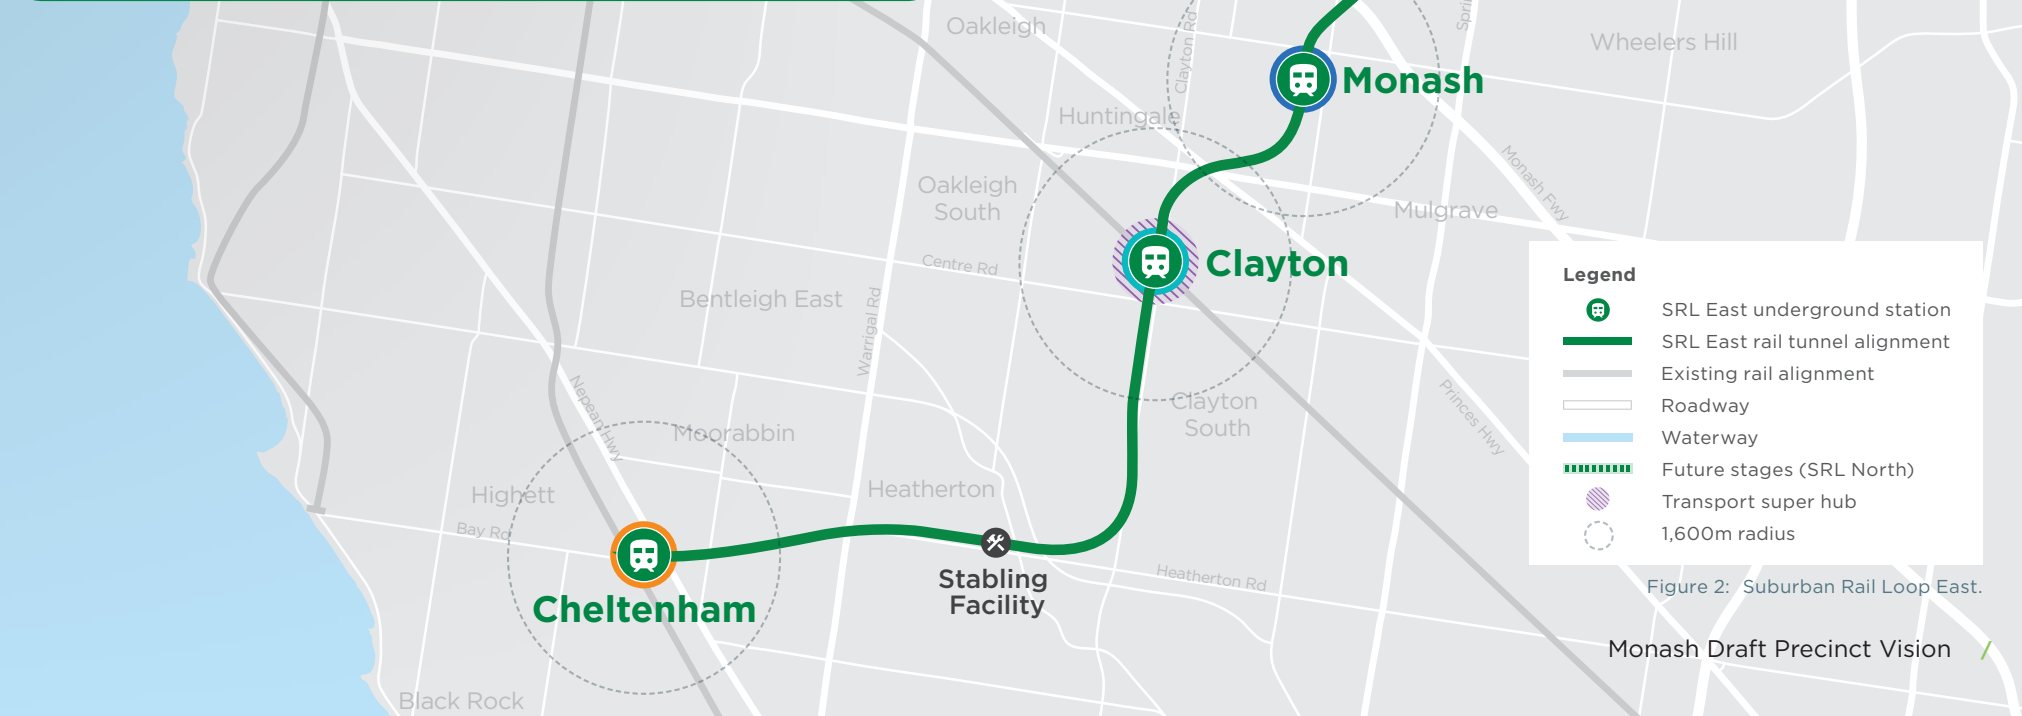 Oakleigh
Clayton Rd
Wheelers Hill
Monash
Huntingale
Monash Fwy
Oakleigh
South
Mulgrave
Centre Rd
Clayton
Bentleigh East
Warrigal Rd
Nepean Hwy
Moorabbin
Clayton
South
Princes Hwy
Highett
Heatherton
Bay Rd
Stabling
Facility
Heatherton Rd
Cheltenham
Black Rock
Legend
SRL East underground station
SRL East rail tunnel alignment
Existing rail alignment
Roadway
Waterway
Future stages (SRL North)
Transport super hub
1,600m radius
Figure 2: Suburban Rail Loop East.
Monash Draft Precinct Vision /